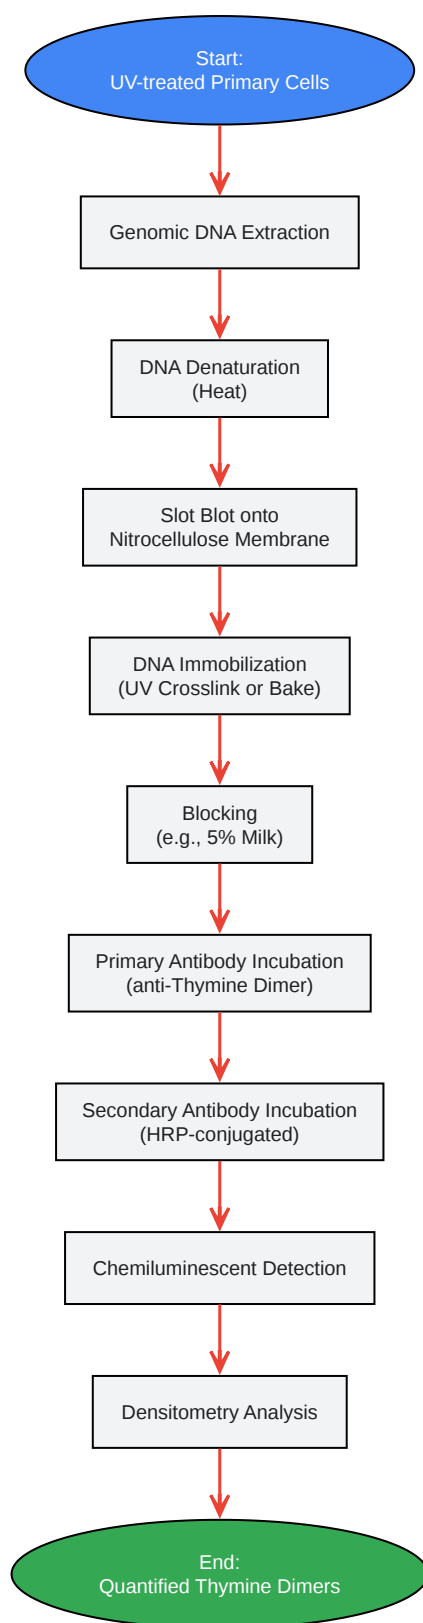 Start:
UV-treated Primary Cells
Genomic DNA Extraction
DNA Denaturation
(Heat)
Slot Blot onto
Nitrocellulose Membrane
DNA Immobilization
(UV Crosslink or Bake)
Blocking
(e.g., 5% Milk)
Primary Antibody Incubation
(anti-Thymine Dimer)
Secondary Antibody Incubation
(HRP-conjugated)
Chemiluminescent Detection
Densitometry Analysis
End:
Quantified Thymine Dimers